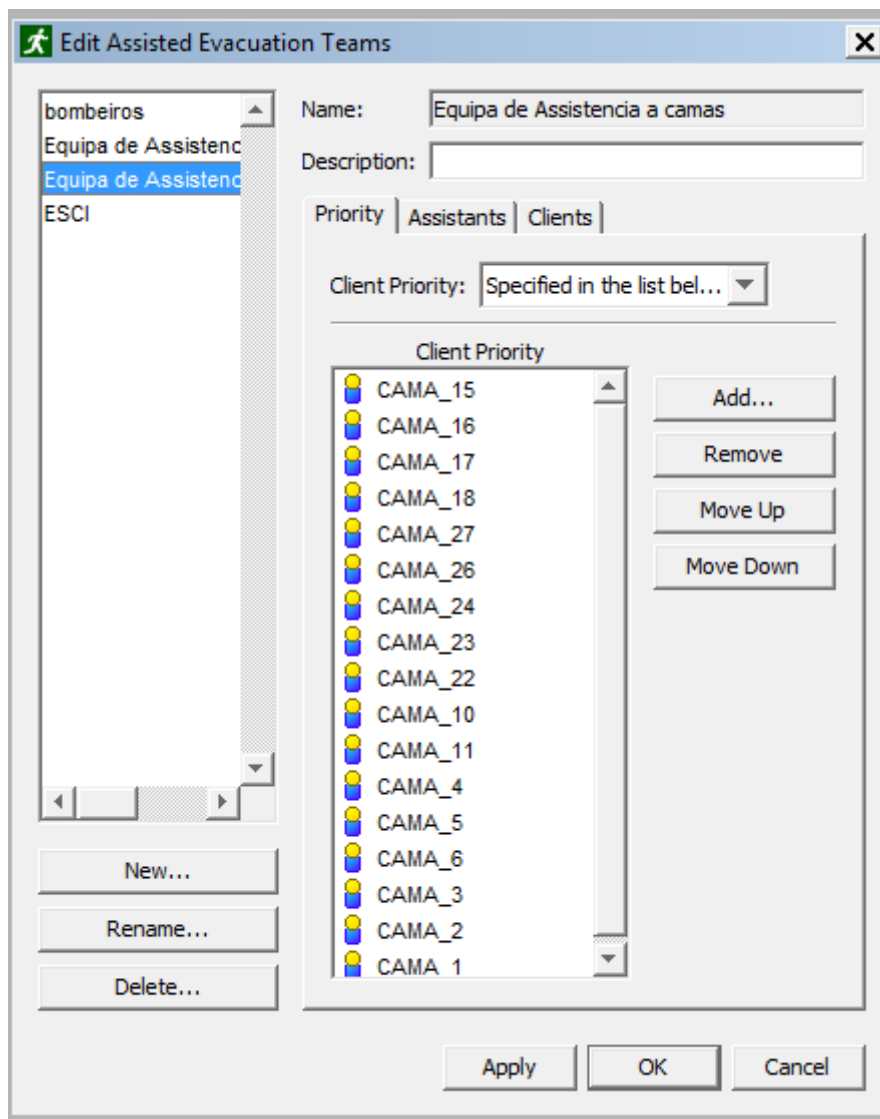 Edit Assisted Evacuation Teams
bombeiros
Equipa de Assistenc
Equipa de Assistenc
ESCI
New...
Rename...
Delete...
Name: Equipa de Assistencia a camas
Description:
Priority Assistants Clients
Client Priority: Specified in the list bel...
Client Priority
CAMA_15
CAMA_16
CAMA_17
CAMA_18
CAMA_27
CAMA_26
CAMA_24
CAMA_23
CAMA_22
CAMA_10
CAMA_11
CAMA_4
CAMA_5
CAMA_6
CAMA_3
CAMA_2
CAMA_1
Add...
Remove
Move Up
Move Down
Apply OK Cancel